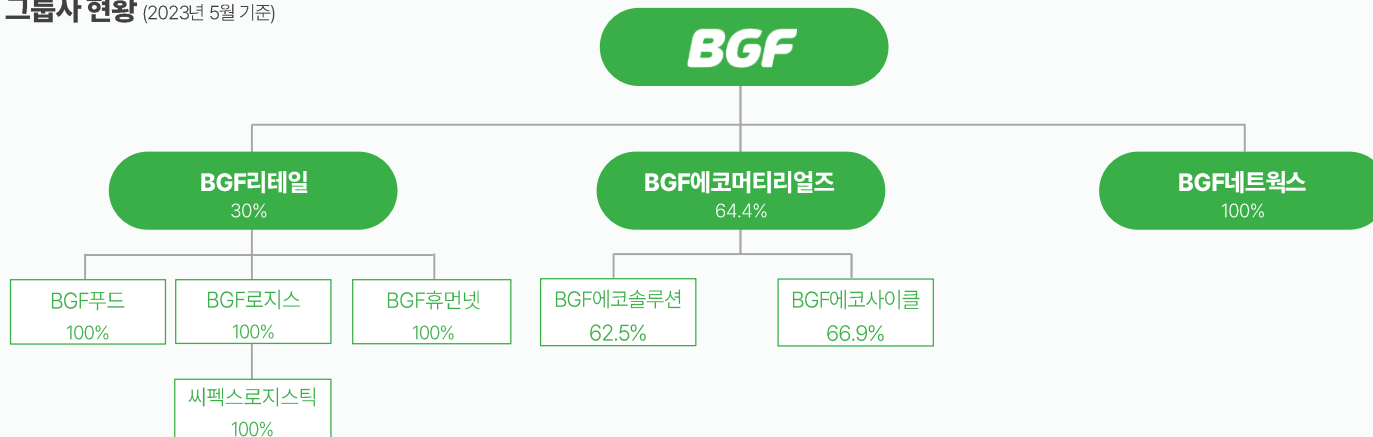 그룹사 현황 (2023년 5월 기준)
BGF
BGF리테일
30%
BGF에코머티리얼즈
64.4%
BGF네트웍스
100%
BGF푸드
100%
BGF로지스
100%
BGF휴먼넷
100%
BGF에코솔루션
62.5%
BGF에코사이클
66.9%
씨펙스로지스틱
100%